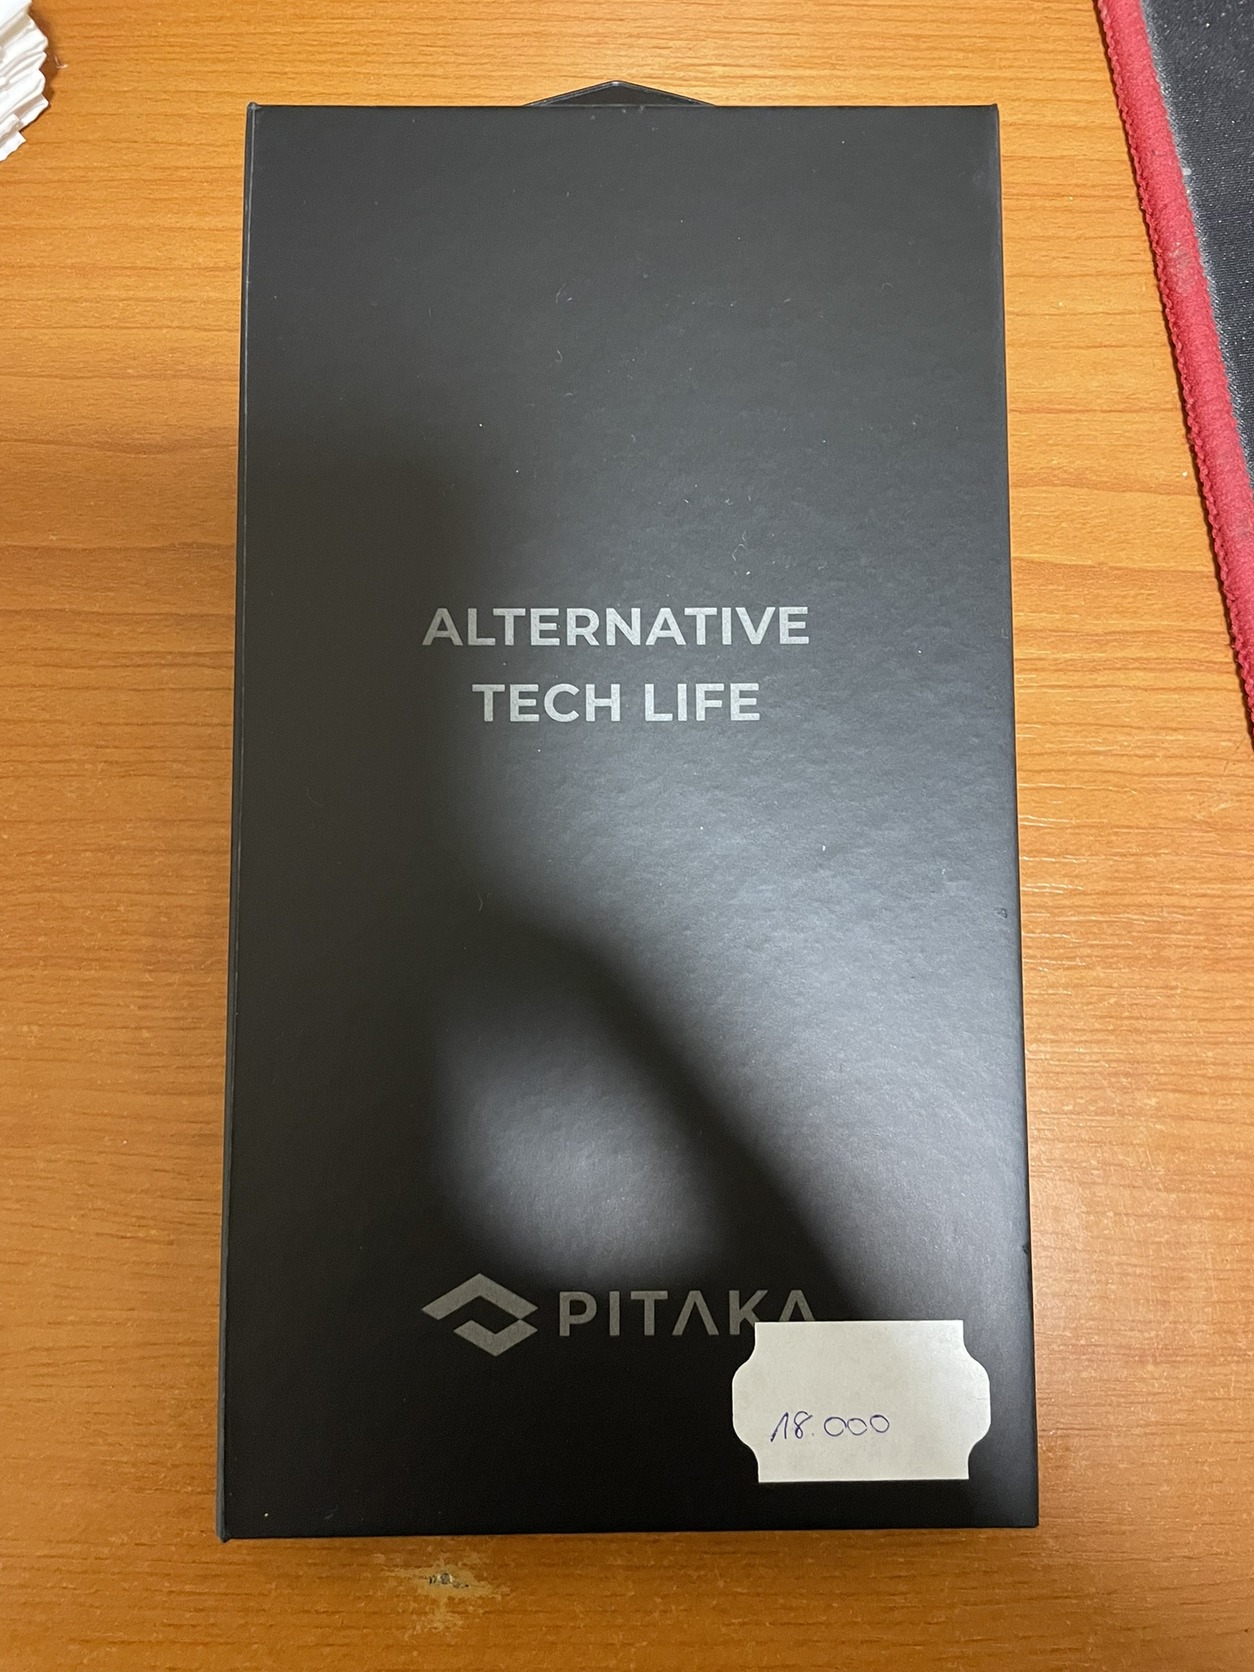 ALTERNATIVE
TECH LIFE
PITAKA
18.000